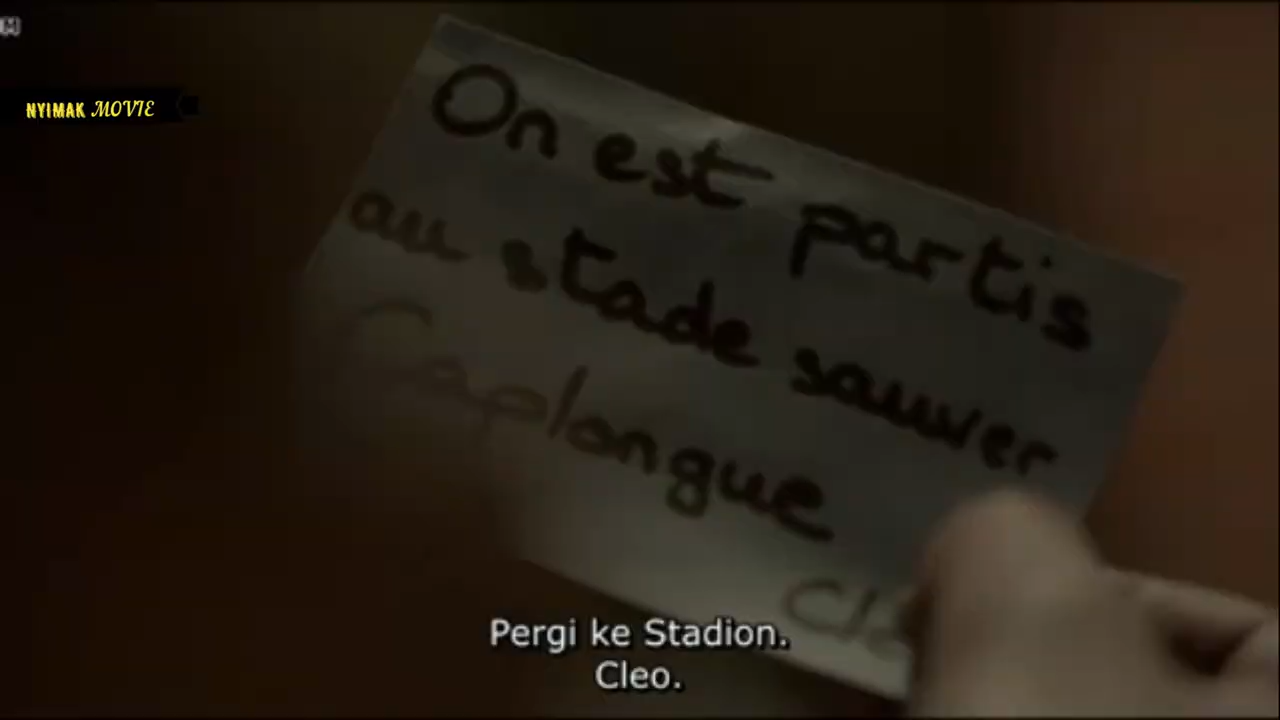 NYIMAK MOVIE
On est partis
au stade sauver
Caplongue
Pergi ke Stadion.
Cleo.